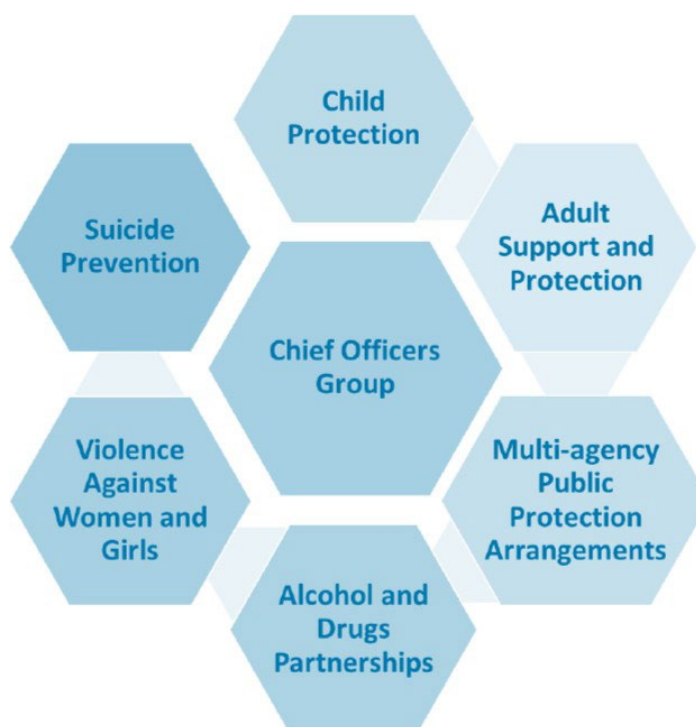 Child
Protection
Adult
Support and
Protection
Suicide
Prevention
Chief Officers
Group
Multi-agency
Public
Protection
Arrangements
Violence
Against
Women and
Girls
Alcohol and
Drugs
Partnerships